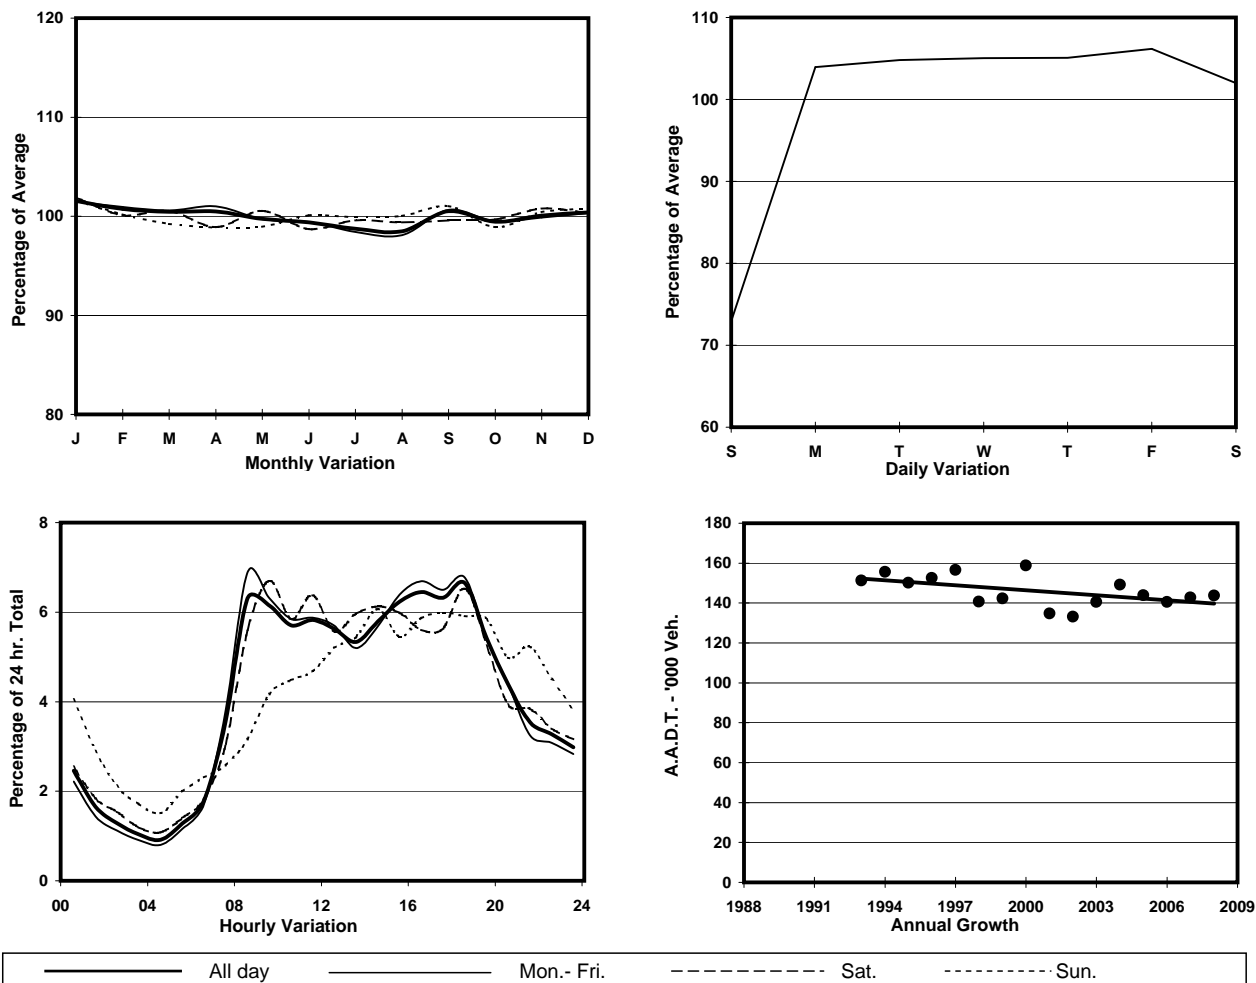 120
110
100
90
80
Percentage of Average
J F M A M J J A S O N D
Monthly Variation
110
100
90
80
70
60
Percentage of Average
S M T W T F S
Daily Variation
8
6
4
2
0
Percentage of 24 hr. Total
00 04 08 12 16 20 24
Hourly Variation
180
160
140
120
100
80
60
40
20
0
A.A.D.T. - '000 Veh.
1988 1991 1994 1997 2000 2003 2006 2009
Annual Growth
All day Mon.- Fri. Sat. Sun.